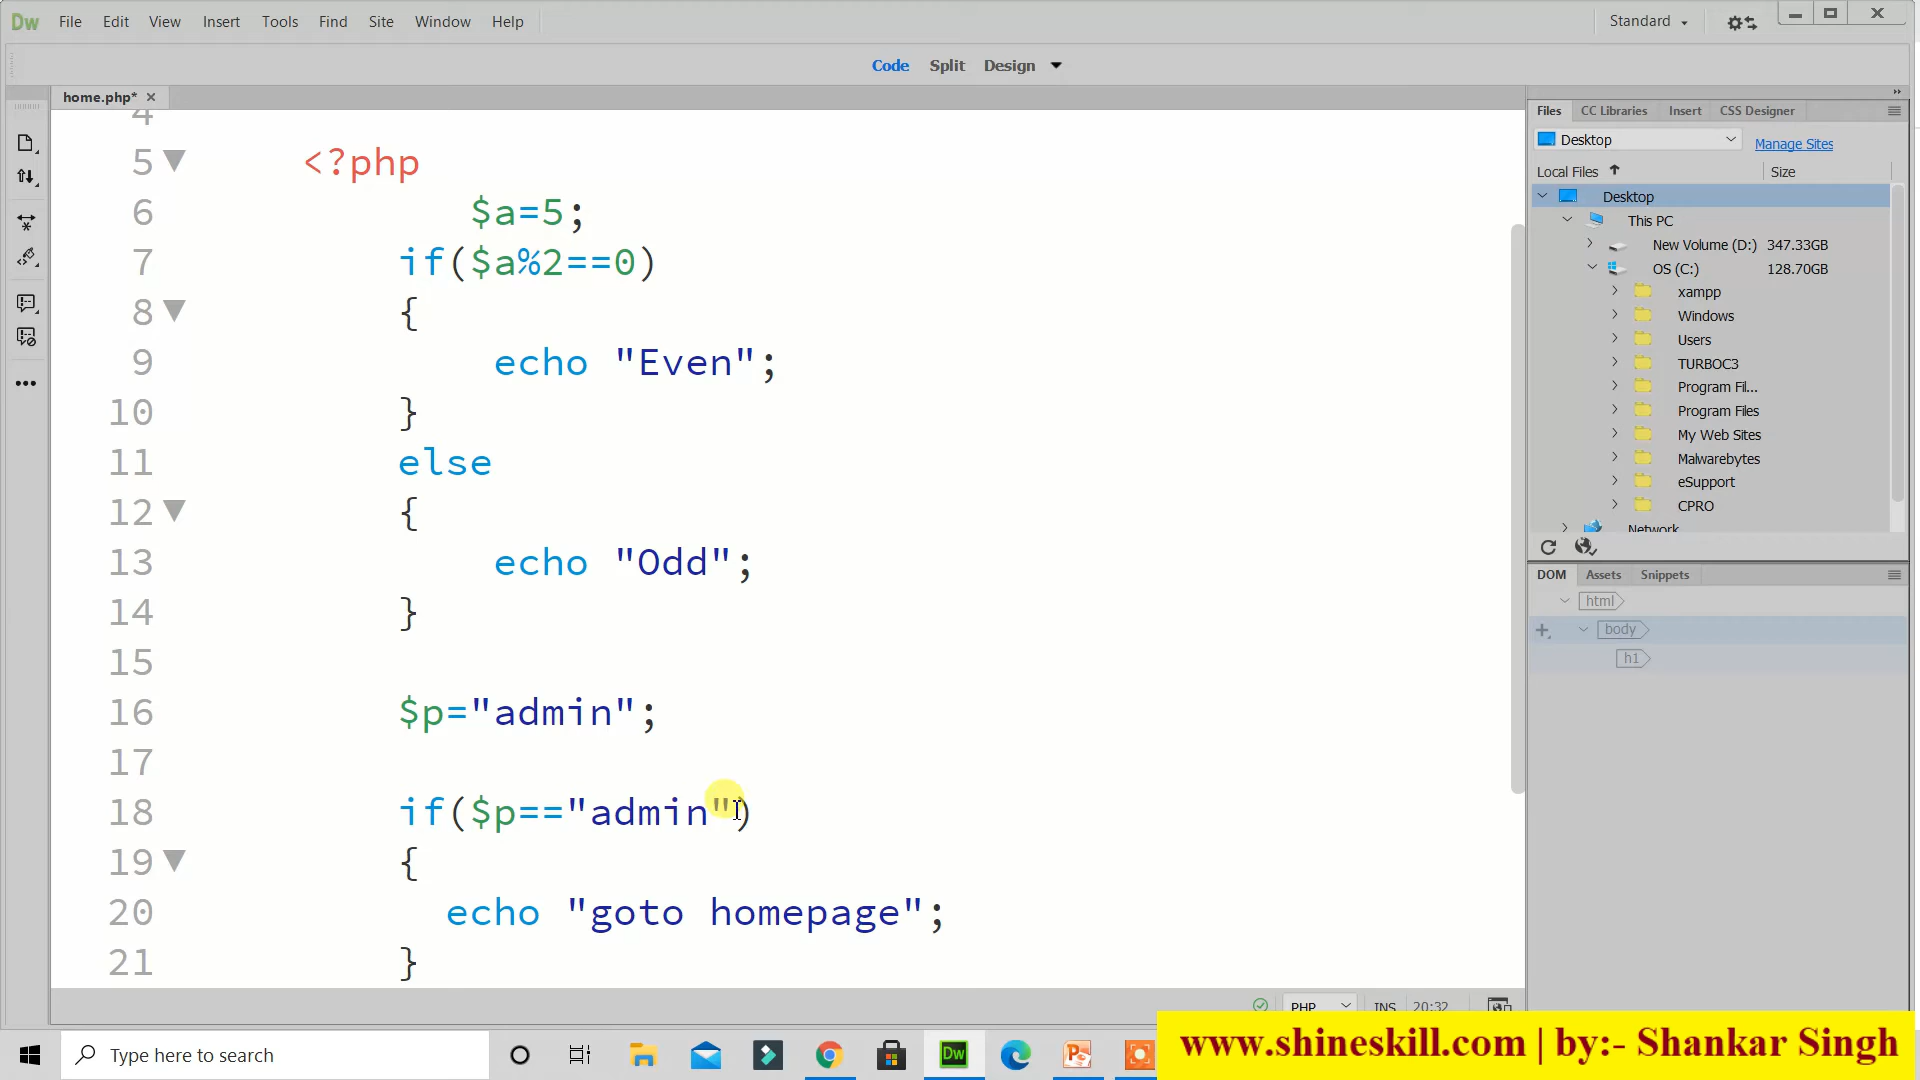 Dw File Edit View Insert Tools Find Site Window Help Standard
Code Split Design
home.php*
Files CC Libraries Insert CSS Designer
Desktop Manage Sites
Local Files Size
Desktop
This PC
New Volume (D:) 347.33GB
OS (C:) 128.70GB
xampp
Windows
Users
TURBOC3
Program Fil...
Program Files
My Web Sites
Malwarebytes
eSupport
CPRO
Network
DOM Assets Snippets
html
body
h1
4
5 <?php
6 $a=5;
7 if($a%2==0)
8 {
9 echo "Even";
10 }
11 else
12 {
13 echo "Odd";
14 }
15
16 $p="admin";
17
18 if($p=="admin")
19 {
20 echo "goto homepage";
21 }
PHP INS 20:32
Type here to search
Dw
www.shineskill.com | by:- Shankar Singh